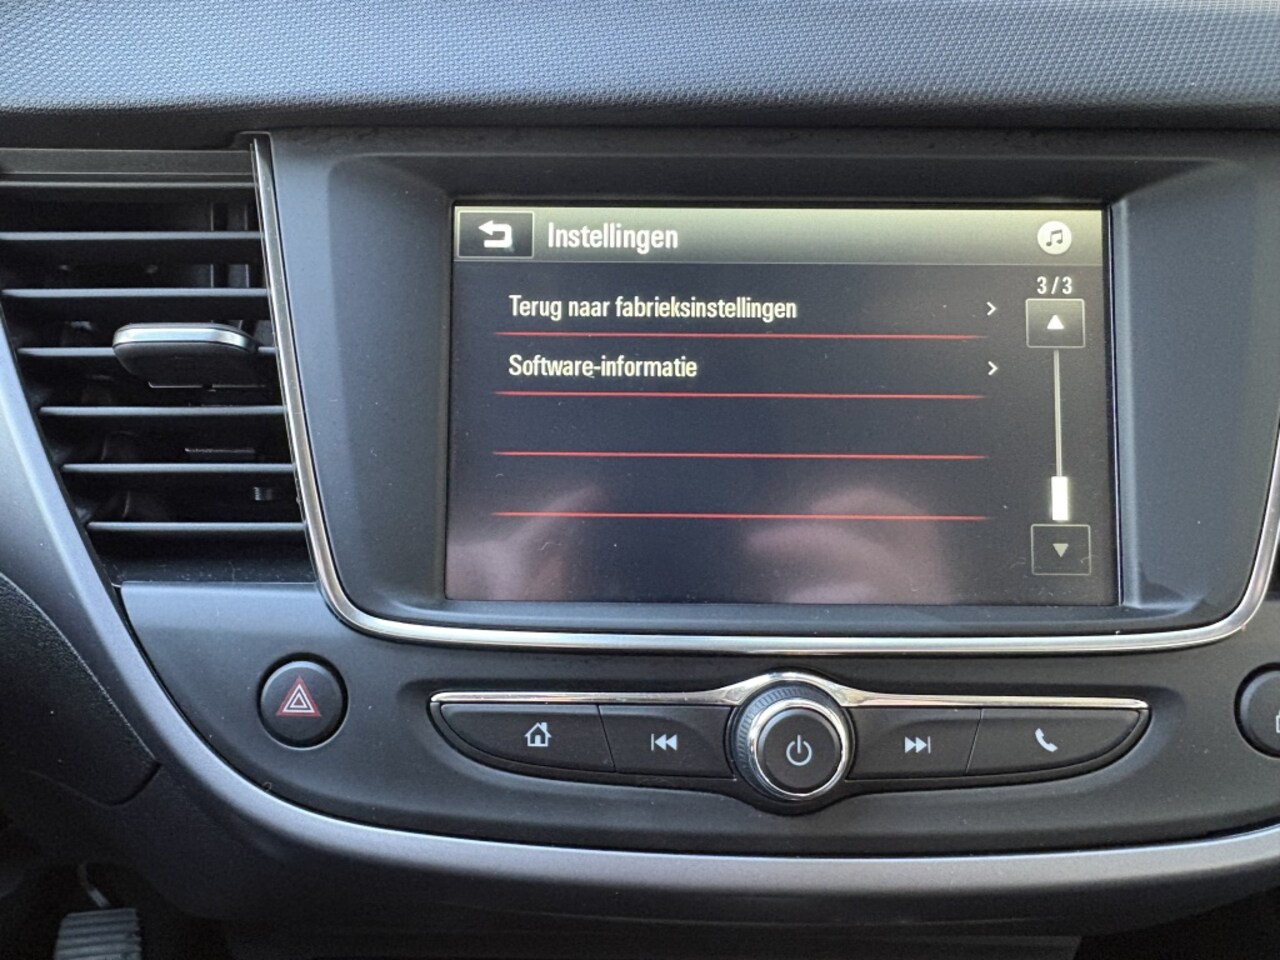 Instellingen
3/3
Terug naar fabrieksinstellingen
Software-informatie